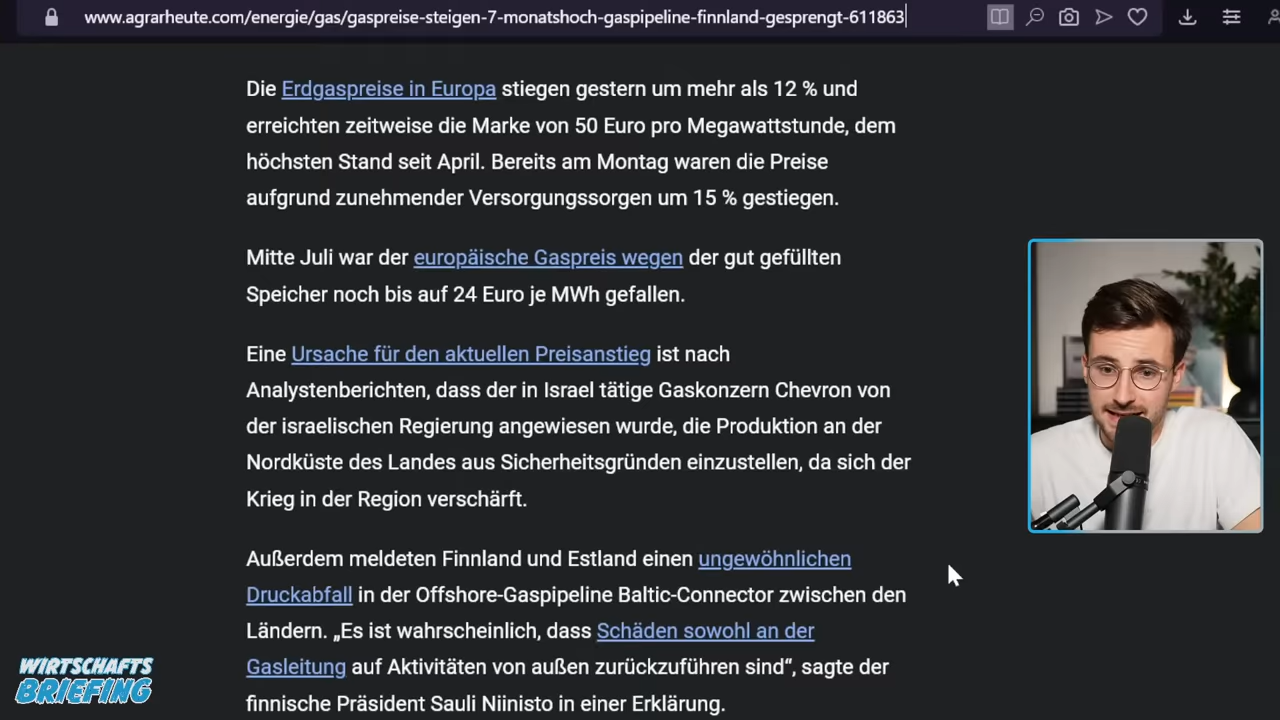 www.agrarheute.com/energie/gas/gaspreise-steigen-7-monatshoch-gaspipeline-finnland-gesprengt-611863
Die Erdgaspreise in Europa stiegen gestern um mehr als 12 % und
erreichten zeitweise die Marke von 50 Euro pro Megawattstunde, dem
höchsten Stand seit April. Bereits am Montag waren die Preise
aufgrund zunehmender Versorgungssorgen um 15 % gestiegen.
Mitte Juli war der europäische Gaspreis wegen der gut gefüllten
Speicher noch bis auf 24 Euro je MWh gefallen.
Eine Ursache für den aktuellen Preisanstieg ist nach
Analystenberichten, dass der in Israel tätige Gaskonzern Chevron von
der israelischen Regierung angewiesen wurde, die Produktion an der
Nordküste des Landes aus Sicherheitsgründen einzustellen, da sich der
Krieg in der Region verschärft.
Außerdem meldeten Finnland und Estland einen ungewöhnlichen
Druckabfall in der Offshore-Gaspipeline Baltic-Connector zwischen den
Ländern. „Es ist wahrscheinlich, dass Schäden sowohl an der
Gasleitung auf Aktivitäten von außen zurückzuführen sind“, sagte der
finnische Präsident Sauli Niinisto in einer Erklärung.
WIRTSCHAFTS
BRIEFING